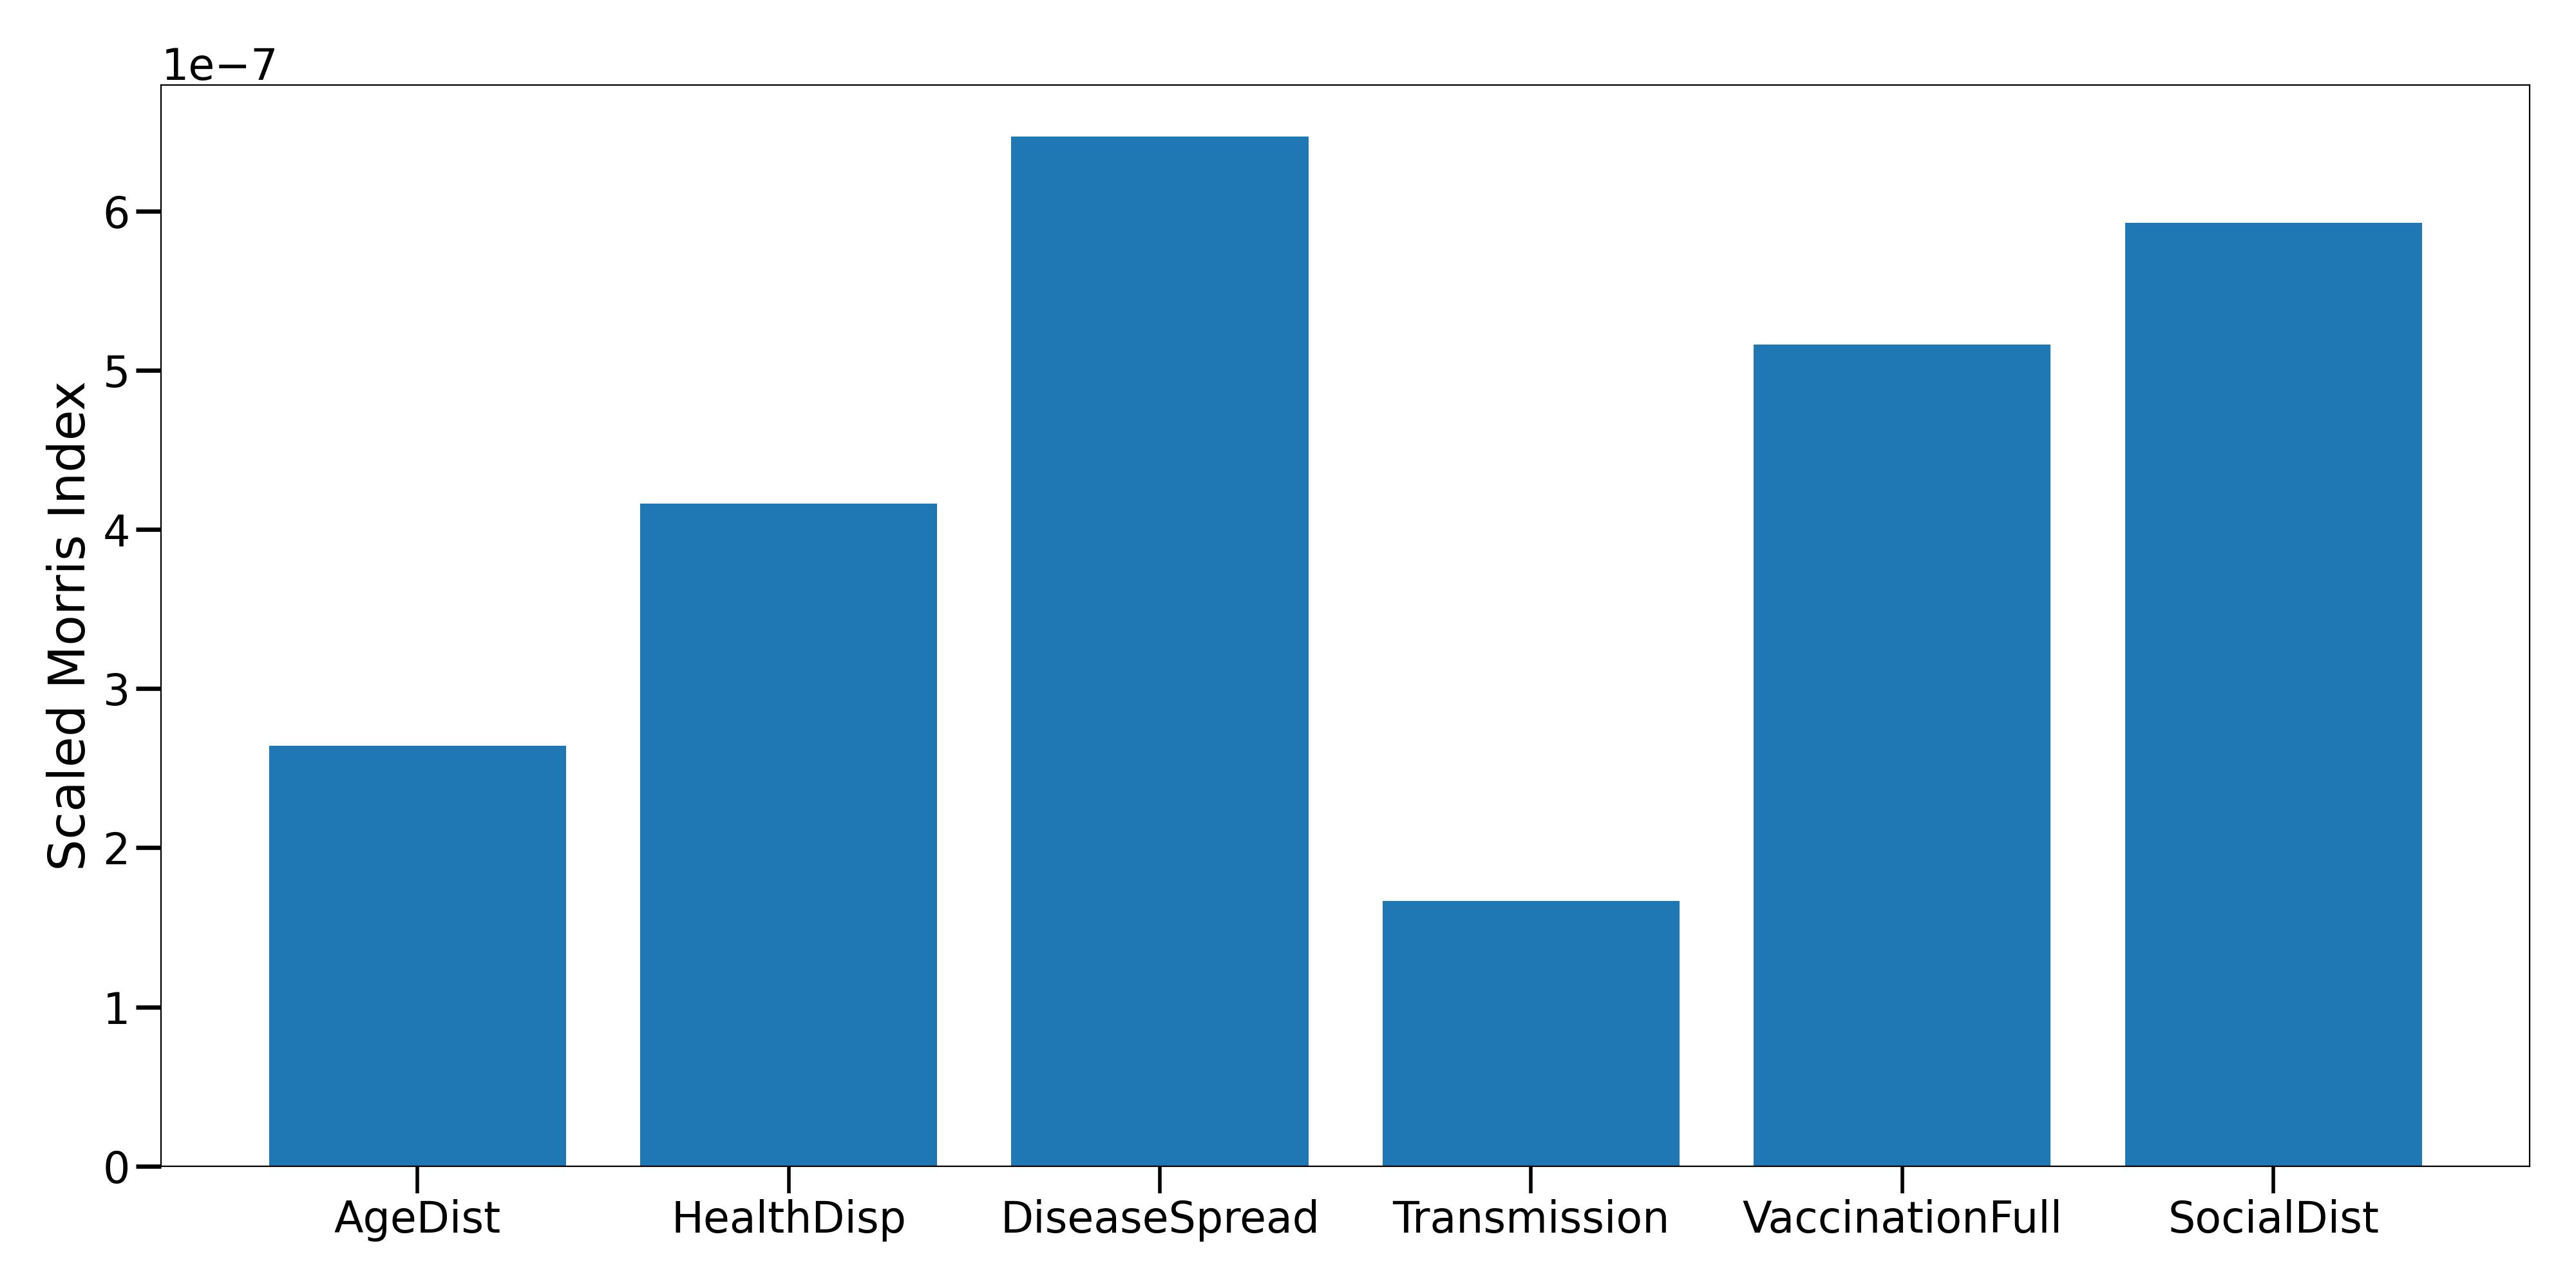 1e−7
6
5
4
3
2
1
0
Scaled Morris Index
AgeDist HealthDisp DiseaseSpread Transmission VaccinationFull SocialDist